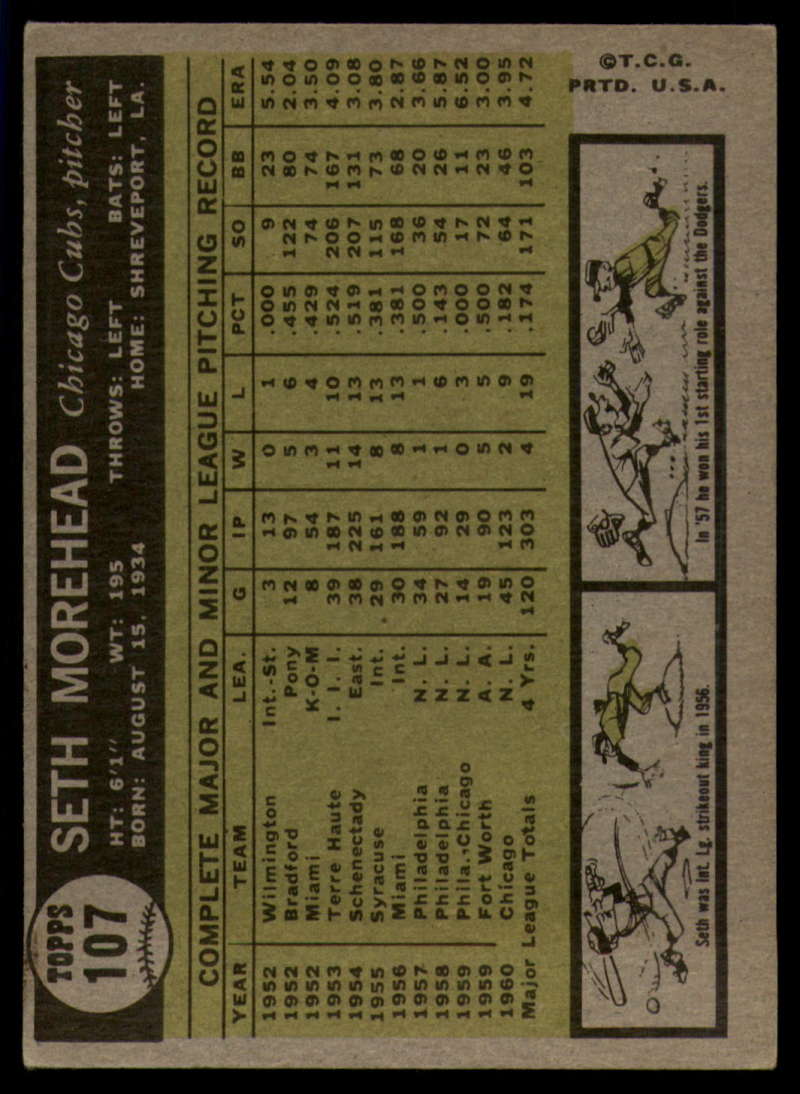 TOPPS
107
SETH MOREHEAD Chicago Cubs, pitcher
HT: 6'1" WT: 195 THROWS: LEFT BATS: LEFT
BORN: AUGUST 15, 1934 HOME: SHREVEPORT, LA.
COMPLETE MAJOR AND MINOR LEAGUE PITCHING RECORD
YEAR TEAM LEA. G IP W L PCT SO BB ERA
1952 Wilmington Int.-St. 3 13 0 1 .000 9 23 5.54
1952 Bradford Pony 12 97 5 6 .455 122 80 2.04
1952 Miami K-O-M 8 54 3 4 .429 74 74 3.50
1953 Terre Haute I. I. I. 39 187 11 10 .524 206 167 4.09
1954 Schenectady East. 38 225 14 13 .519 207 131 3.08
1955 Syracuse Int. 29 161 8 13 .381 115 73 3.80
1956 Miami Int. 30 188 8 13 .381 168 68 2.87
1957 Philadelphia N. L. 34 59 1 1 .500 36 20 3.66
1958 Philadelphia N. L. 27 92 1 6 .143 54 26 5.87
1959 Phila.,Chicago N. L. 14 29 0 3 .000 17 11 6.52
1959 Fort Worth A. A. 19 90 5 5 .500 72 23 3.00
1960 Chicago N. L. 45 123 2 9 .182 64 46 3.95
Major League Totals 4 Yrs. 120 303 4 19 .174 171 103 4.72
Seth was Int. Lg. strikeout king in 1956.
In '57 he won his 1st starting role against the Dodgers.
©T.C.G.
PRTD. U.S.A.